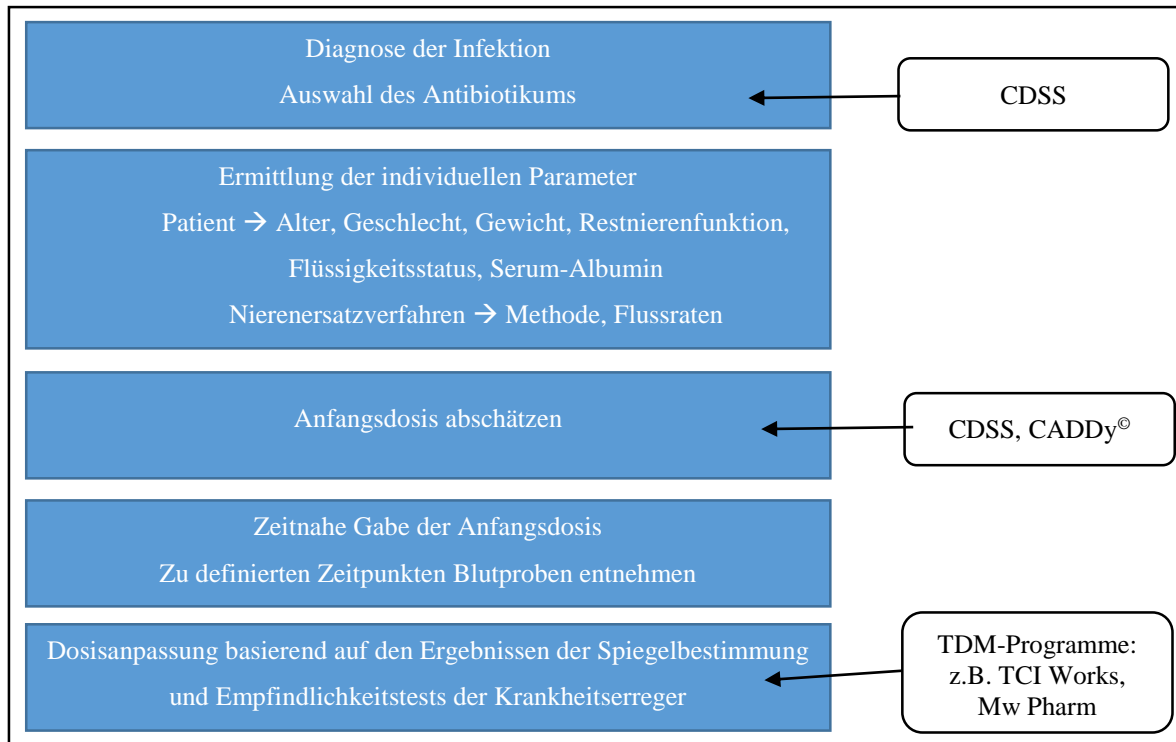 Diagnose der Infektion
Auswahl des Antibiotikums
CDSS
Ermittlung der individuellen Parameter
Patient → Alter, Geschlecht, Gewicht, Restnierenfunktion,
Flüssigkeitsstatus, Serum-Albumin
Nierenersatzverfahren → Methode, Flussraten
Anfangsdosis abschätzen
CDSS, CADDy©
Zeitnahe Gabe der Anfangsdosis
Zu definierten Zeitpunkten Blutproben entnehmen
Dosisanpassung basierend auf den Ergebnissen der Spiegelbestimmung
und Empfindlichkeitstests der Krankheitserreger
TDM-Programme:
z.B. TCI Works,
Mw Pharm